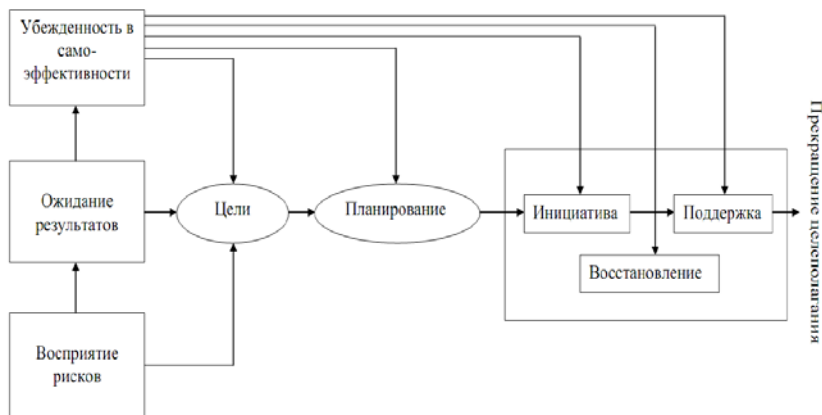 Убежденность в
само-
эффективности
Ожидание
результатов
Восприятие
рисков
Цели
Планирование
Инициатива
Поддержка
Восстановление
Прекращение целеполагания